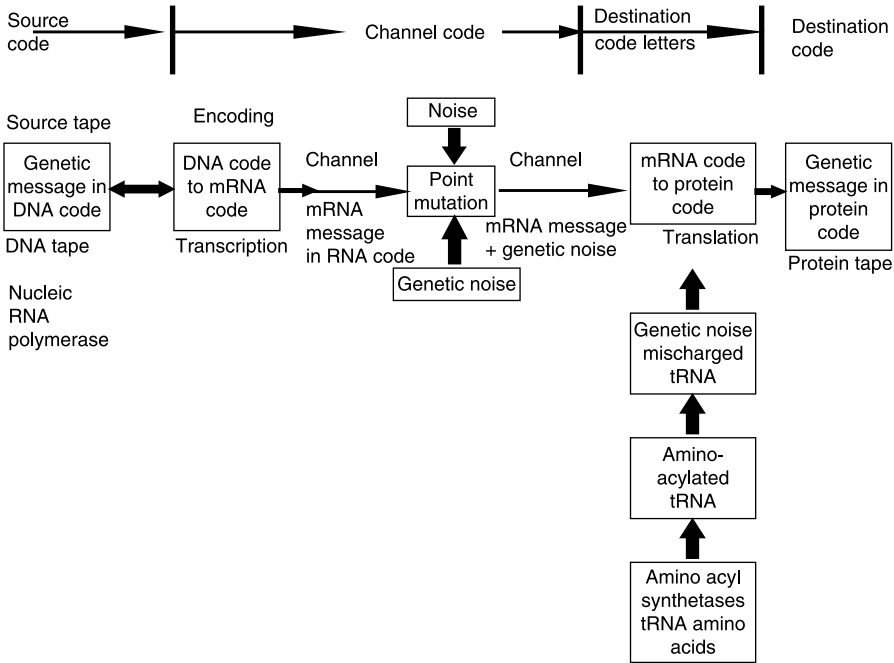 Source
code
Channel code
Destination
code letters
Destination
code
Source tape
Genetic
message in
DNA code
DNA tape
Nucleic
RNA
polymerase
Encoding
DNA code
to mRNA
code
Transcription
Channel
mRNA
message
in RNA code
Noise
Point
mutation
Genetic noise
Channel
mRNA message
+ genetic noise
mRNA code
to protein
code
Translation
Genetic
message in
protein
code
Protein tape
Genetic noise
mischarged
tRNA
Amino-
acylated
tRNA
Amino acyl
synthetases
tRNA amino
acids